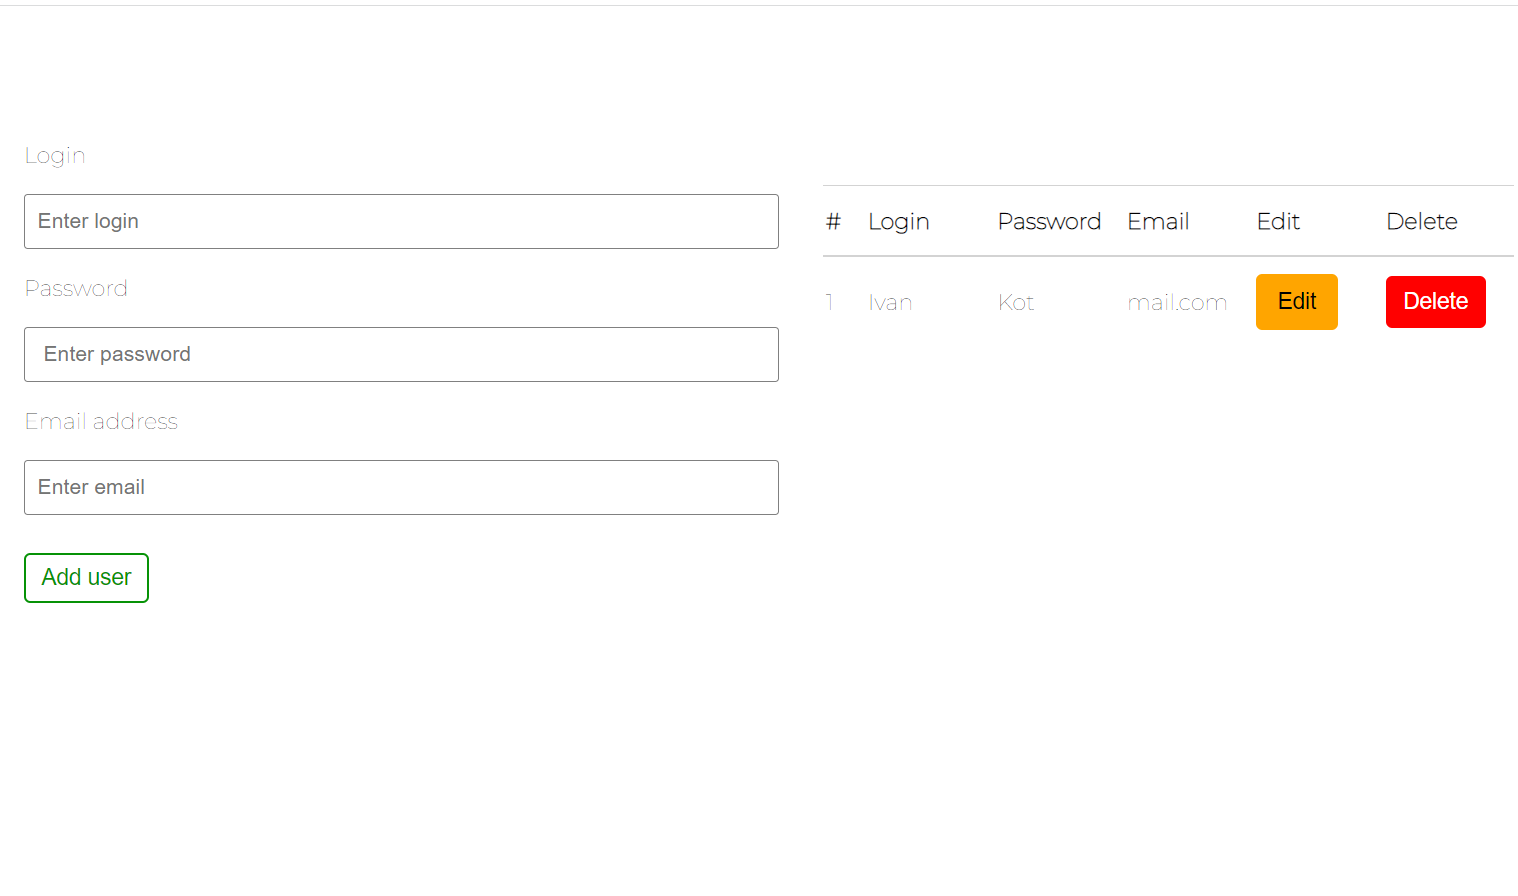 Login
Enter login
Password
Enter password
Email address
Enter email
Add user
# Login Password Email Edit Delete
1 Ivan Kot mail.com Edit Delete